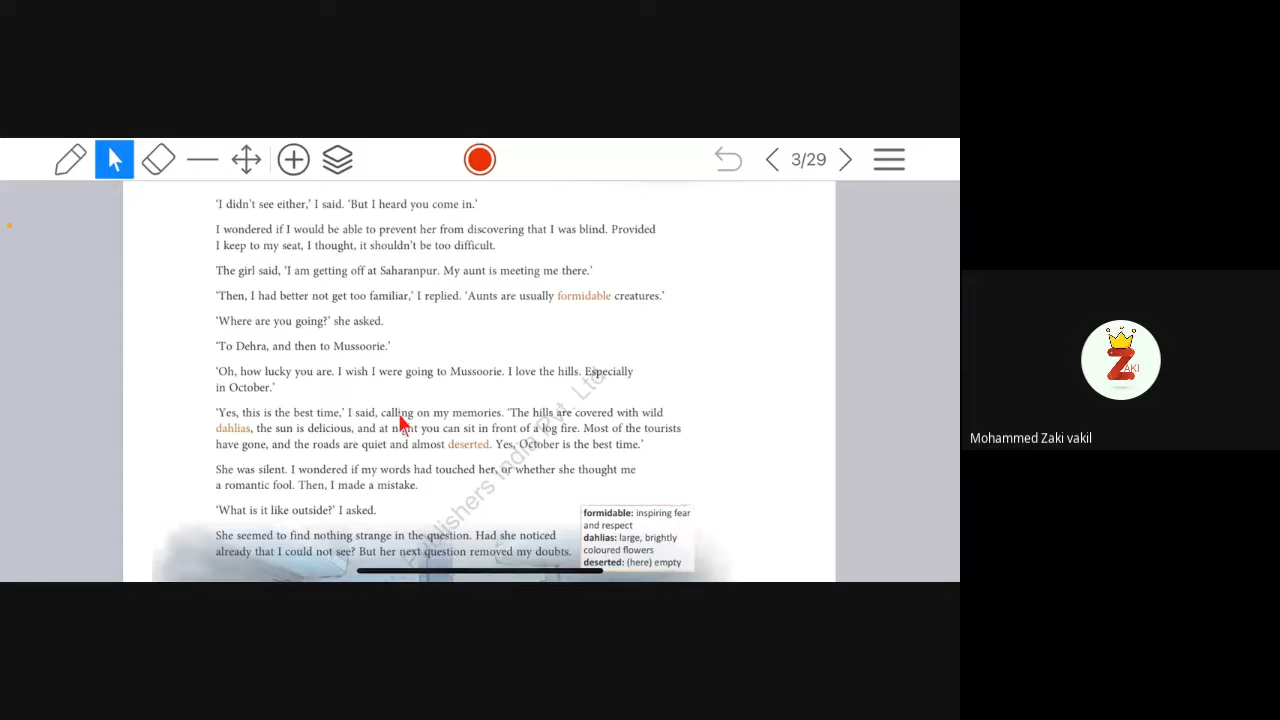 3/29
'I didn't see either,' I said. 'But I heard you come in.'
I wondered if I would be able to prevent her from discovering that I was blind. Provided
I keep to my seat, I thought, it shouldn't be too difficult.
The girl said, 'I am getting off at Saharanpur. My aunt is meeting me there.'
'Then, I had better not get too familiar,' I replied. 'Aunts are usually formidable creatures.'
'Where are you going?' she asked.
'To Dehra, and then to Mussoorie.'
'Oh, how lucky you are. I wish I were going to Mussoorie. I love the hills. Especially
in October.'
'Yes, this is the best time,' I said, calling on my memories. 'The hills are covered with wild
dahlias, the sun is delicious, and at night you can sit in front of a log fire. Most of the tourists
have gone, and the roads are quiet and almost deserted. Yes, October is the best time.'
She was silent. I wondered if my words had touched her, or whether she thought me
a romantic fool. Then, I made a mistake.
'What is it like outside?' I asked.
She seemed to find nothing strange in the question. Had she noticed
already that I could not see? But her next question removed my doubts.
formidable: inspiring fear
and respect
dahlias: large, brightly
coloured flowers
deserted: (here) empty
Publishers India Pvt. Ltd
Z
ZAKI
Mohammed Zaki vakil